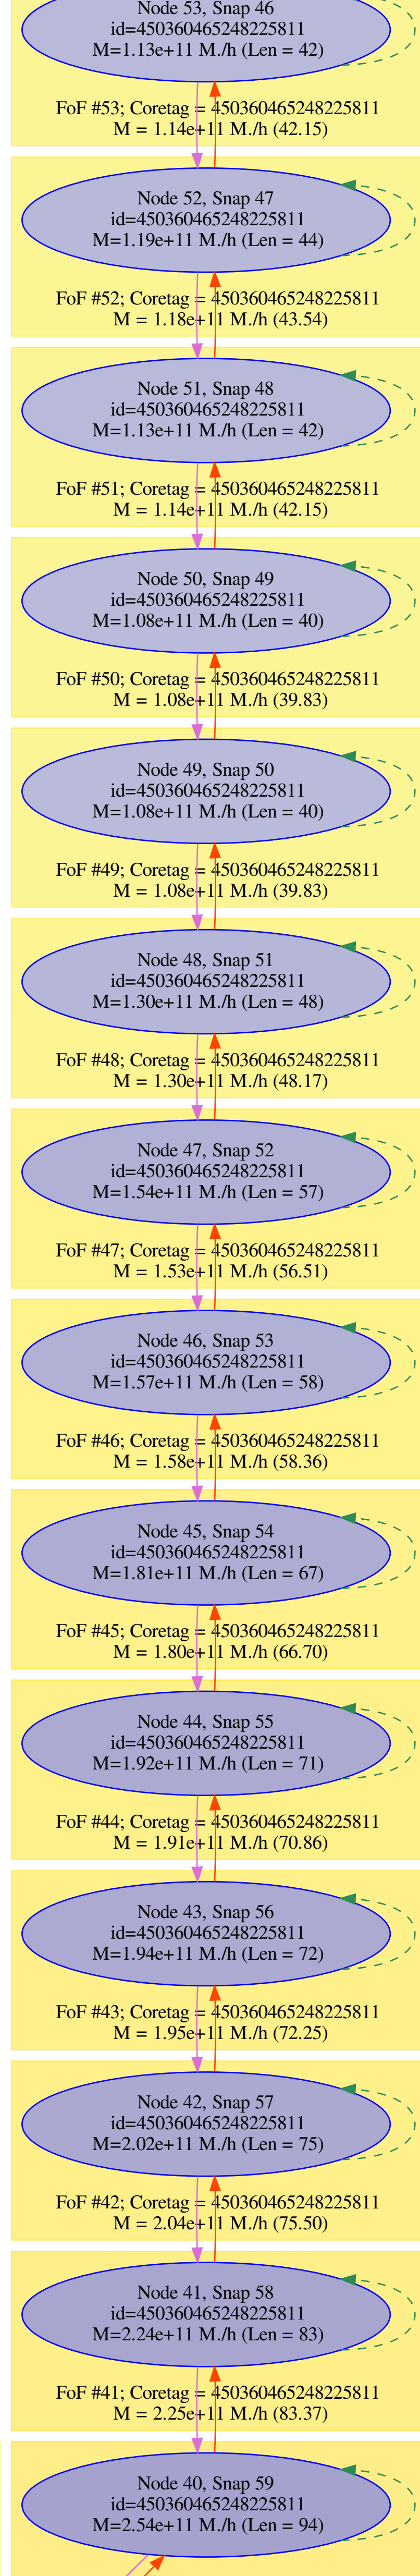 Node 53, Snap 46
id=450360465248225811
M=1.13e+11 M./h (Len = 42)
FoF #53; Coretag = 450360465248225811
M = 1.14e+11 M./h (42.15)
Node 52, Snap 47
id=450360465248225811
M=1.19e+11 M./h (Len = 44)
FoF #52; Coretag = 450360465248225811
M = 1.18e+11 M./h (43.54)
Node 51, Snap 48
id=450360465248225811
M=1.13e+11 M./h (Len = 42)
FoF #51; Coretag = 450360465248225811
M = 1.14e+11 M./h (42.15)
Node 50, Snap 49
id=450360465248225811
M=1.08e+11 M./h (Len = 40)
FoF #50; Coretag = 450360465248225811
M = 1.08e+11 M./h (39.83)
Node 49, Snap 50
id=450360465248225811
M=1.08e+11 M./h (Len = 40)
FoF #49; Coretag = 450360465248225811
M = 1.08e+11 M./h (39.83)
Node 48, Snap 51
id=450360465248225811
M=1.30e+11 M./h (Len = 48)
FoF #48; Coretag = 450360465248225811
M = 1.30e+11 M./h (48.17)
Node 47, Snap 52
id=450360465248225811
M=1.54e+11 M./h (Len = 57)
FoF #47; Coretag = 450360465248225811
M = 1.53e+11 M./h (56.51)
Node 46, Snap 53
id=450360465248225811
M=1.57e+11 M./h (Len = 58)
FoF #46; Coretag = 450360465248225811
M = 1.58e+11 M./h (58.36)
Node 45, Snap 54
id=450360465248225811
M=1.81e+11 M./h (Len = 67)
FoF #45; Coretag = 450360465248225811
M = 1.80e+11 M./h (66.70)
Node 44, Snap 55
id=450360465248225811
M=1.92e+11 M./h (Len = 71)
FoF #44; Coretag = 450360465248225811
M = 1.91e+11 M./h (70.86)
Node 43, Snap 56
id=450360465248225811
M=1.94e+11 M./h (Len = 72)
FoF #43; Coretag = 450360465248225811
M = 1.95e+11 M./h (72.25)
Node 42, Snap 57
id=450360465248225811
M=2.02e+11 M./h (Len = 75)
FoF #42; Coretag = 450360465248225811
M = 2.04e+11 M./h (75.50)
Node 41, Snap 58
id=450360465248225811
M=2.24e+11 M./h (Len = 83)
FoF #41; Coretag = 450360465248225811
M = 2.25e+11 M./h (83.37)
Node 40, Snap 59
id=450360465248225811
M=2.54e+11 M./h (Len = 94)